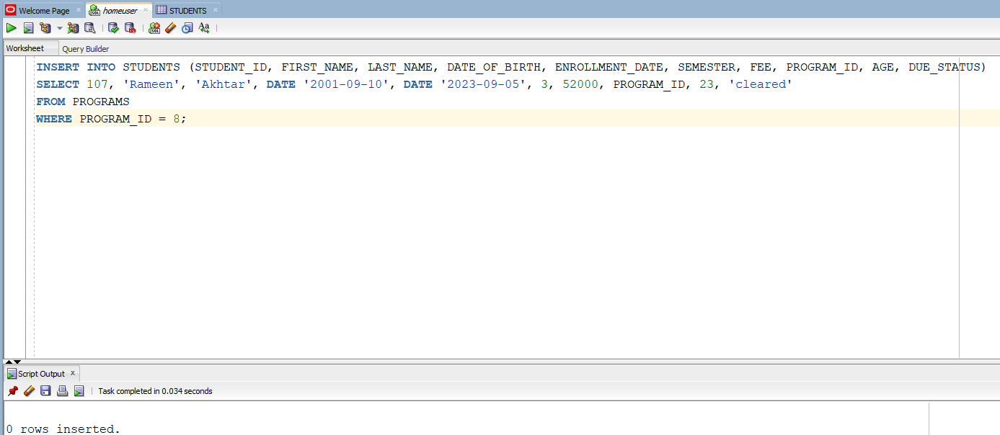 Welcome Page
homeuser
STUDENTS
Worksheet
Query Builder
INSERT INTO STUDENTS (STUDENT_ID, FIRST_NAME, LAST_NAME, DATE_OF_BIRTH, ENROLLMENT_DATE, SEMESTER, FEE, PROGRAM_ID, AGE, DUE_STATUS)
SELECT 107, 'Rameen', 'Akhtar', DATE '2001-09-10', DATE '2023-09-05', 3, 52000, PROGRAM_ID, 23, 'cleared'
FROM PROGRAMS
WHERE PROGRAM_ID = 8;
Script Output
Task completed in 0.034 seconds
0 rows inserted.